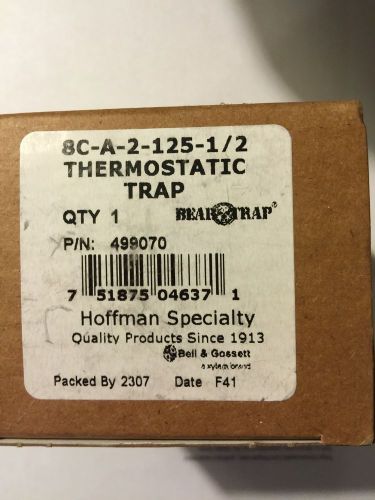 8C-A-2-125-1/2
THERMOSTATIC
TRAP
QTY 1 BEAR TRAP®
P/N: 499070
7 51875 04637 1
Hoffman Specialty
Quality Products Since 1913
Bell & Gossett
a xylem brand
Packed By 2307 Date F41